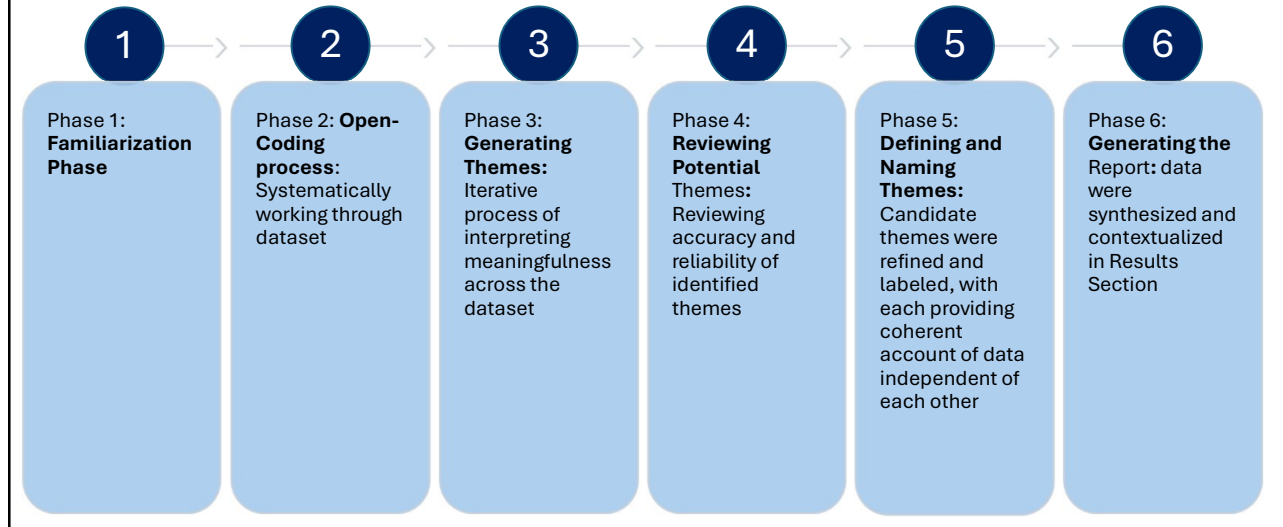 1
2
3
4
5
6
Phase 1:
Familiarization
Phase
Phase 2: Open-
Coding
process:
Systematically
working through
dataset
Phase 3:
Generating
Themes:
Iterative
process of
interpreting
meaningfulness
across the
dataset
Phase 4:
Reviewing
Potential
Themes:
Reviewing
accuracy and
reliability of
identified
themes
Phase 5:
Defining and
Naming
Themes:
Candidate
themes were
refined and
labeled, with
each providing
coherent
account of data
independent of
each other
Phase 6:
Generating the
Report: data
were
synthesized and
contextualized
in Results
Section